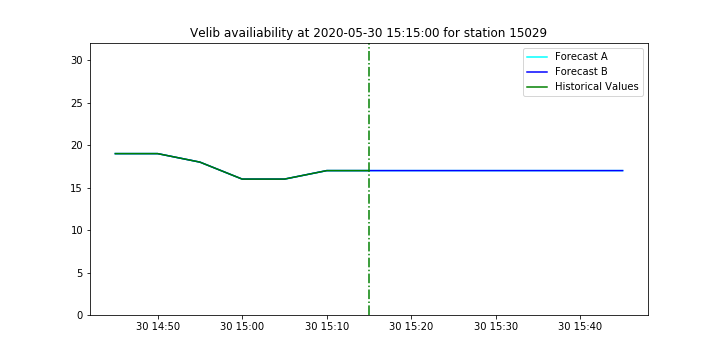 Velib availiability at 2020-05-30 15:15:00 for station 15029
Forecast A
Forecast B
Historical Values
30
25
20
15
10
5
0
30 14:50 30 15:00 30 15:10 30 15:20 30 15:30 30 15:40